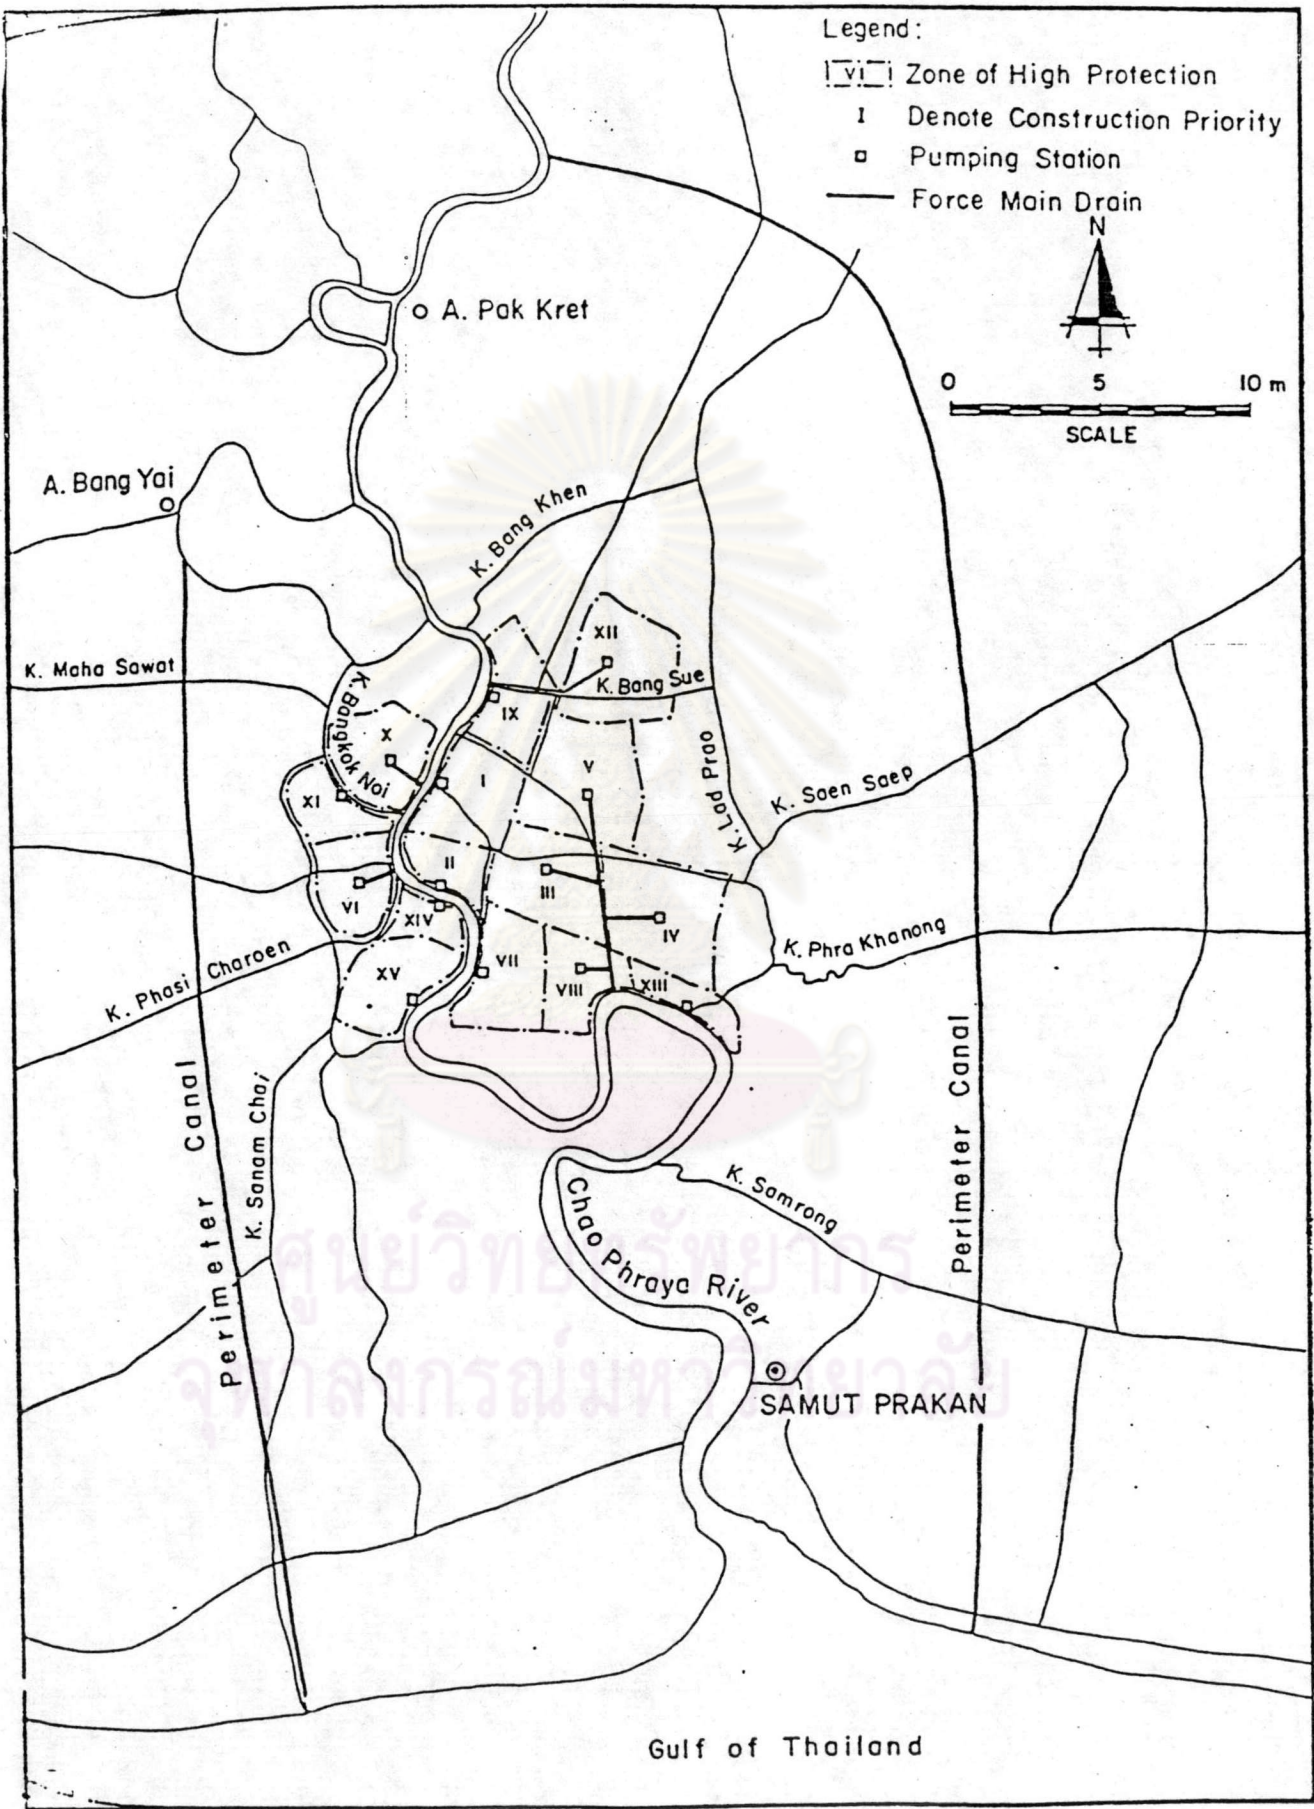 Legend:
VI Zone of High Protection
I Denote Construction Priority
Pumping Station
Force Main Drain
N
0 5 10 m
SCALE
A. Pak Kret
A. Bang Yai
K. Bang Khen
XII
K. Maha Sawat
K. Bang Sue
K. Bangkok Noi
IX
X
K. Lad Prao
I
V
K. Saen Saep
XI
II
III
VI
XIV
IV
K. Phra Khanong
K. Phasi Charoen
XV
VII
VIII
XIII
Perimeter Canal
K. Sanam Chai
Perimeter Canal
K. Samrong
Chao Phraya River
ศูนย์วิทยทรัพยากร
จุฬาลงกรณ์มหาวิทยาลัย
SAMUT PRAKAN
Gulf of Thailand